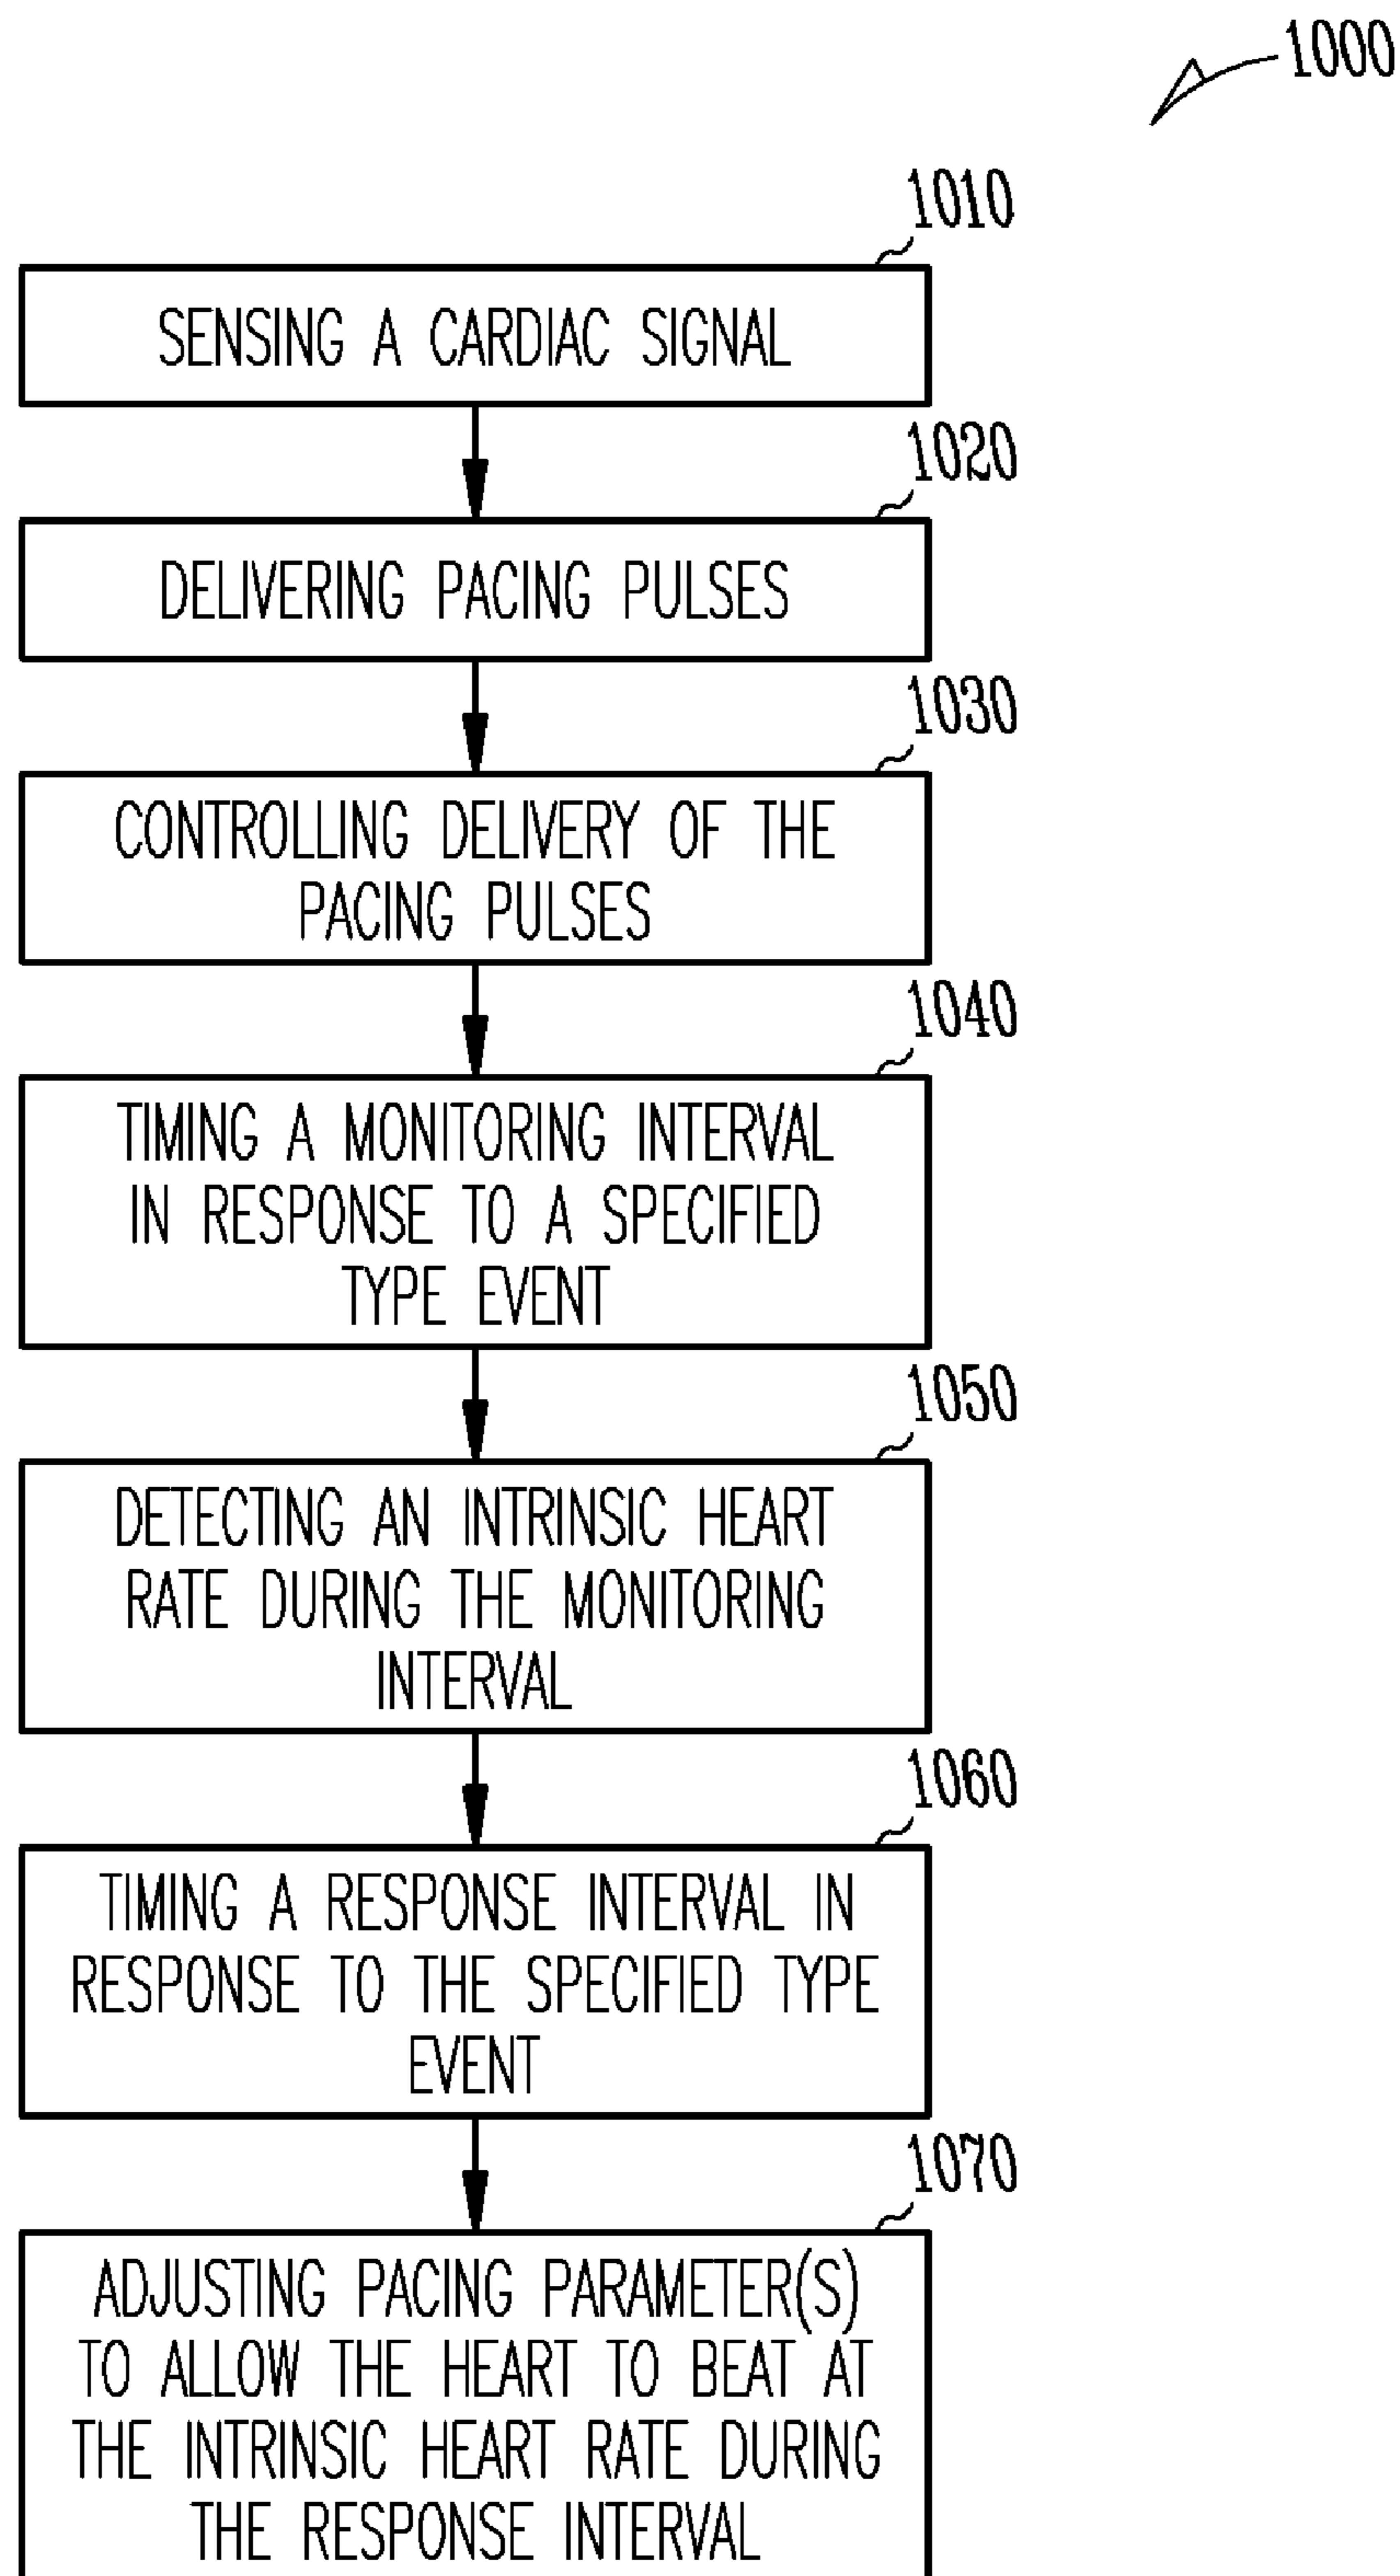 1000
1010
SENSING A CARDIAC SIGNAL
1020
DELIVERING PACING PULSES
1030
CONTROLLING DELIVERY OF THE
PACING PULSES
1040
TIMING A MONITORING INTERVAL
IN RESPONSE TO A SPECIFIED
TYPE EVENT
1050
DETECTING AN INTRINSIC HEART
RATE DURING THE MONITORING
INTERVAL
1060
TIMING A RESPONSE INTERVAL IN
RESPONSE TO THE SPECIFIED TYPE
EVENT
1070
ADJUSTING PACING PARAMETER(S)
TO ALLOW THE HEART TO BEAT AT
THE INTRINSIC HEART RATE DURING
THE RESPONSE INTERVAL